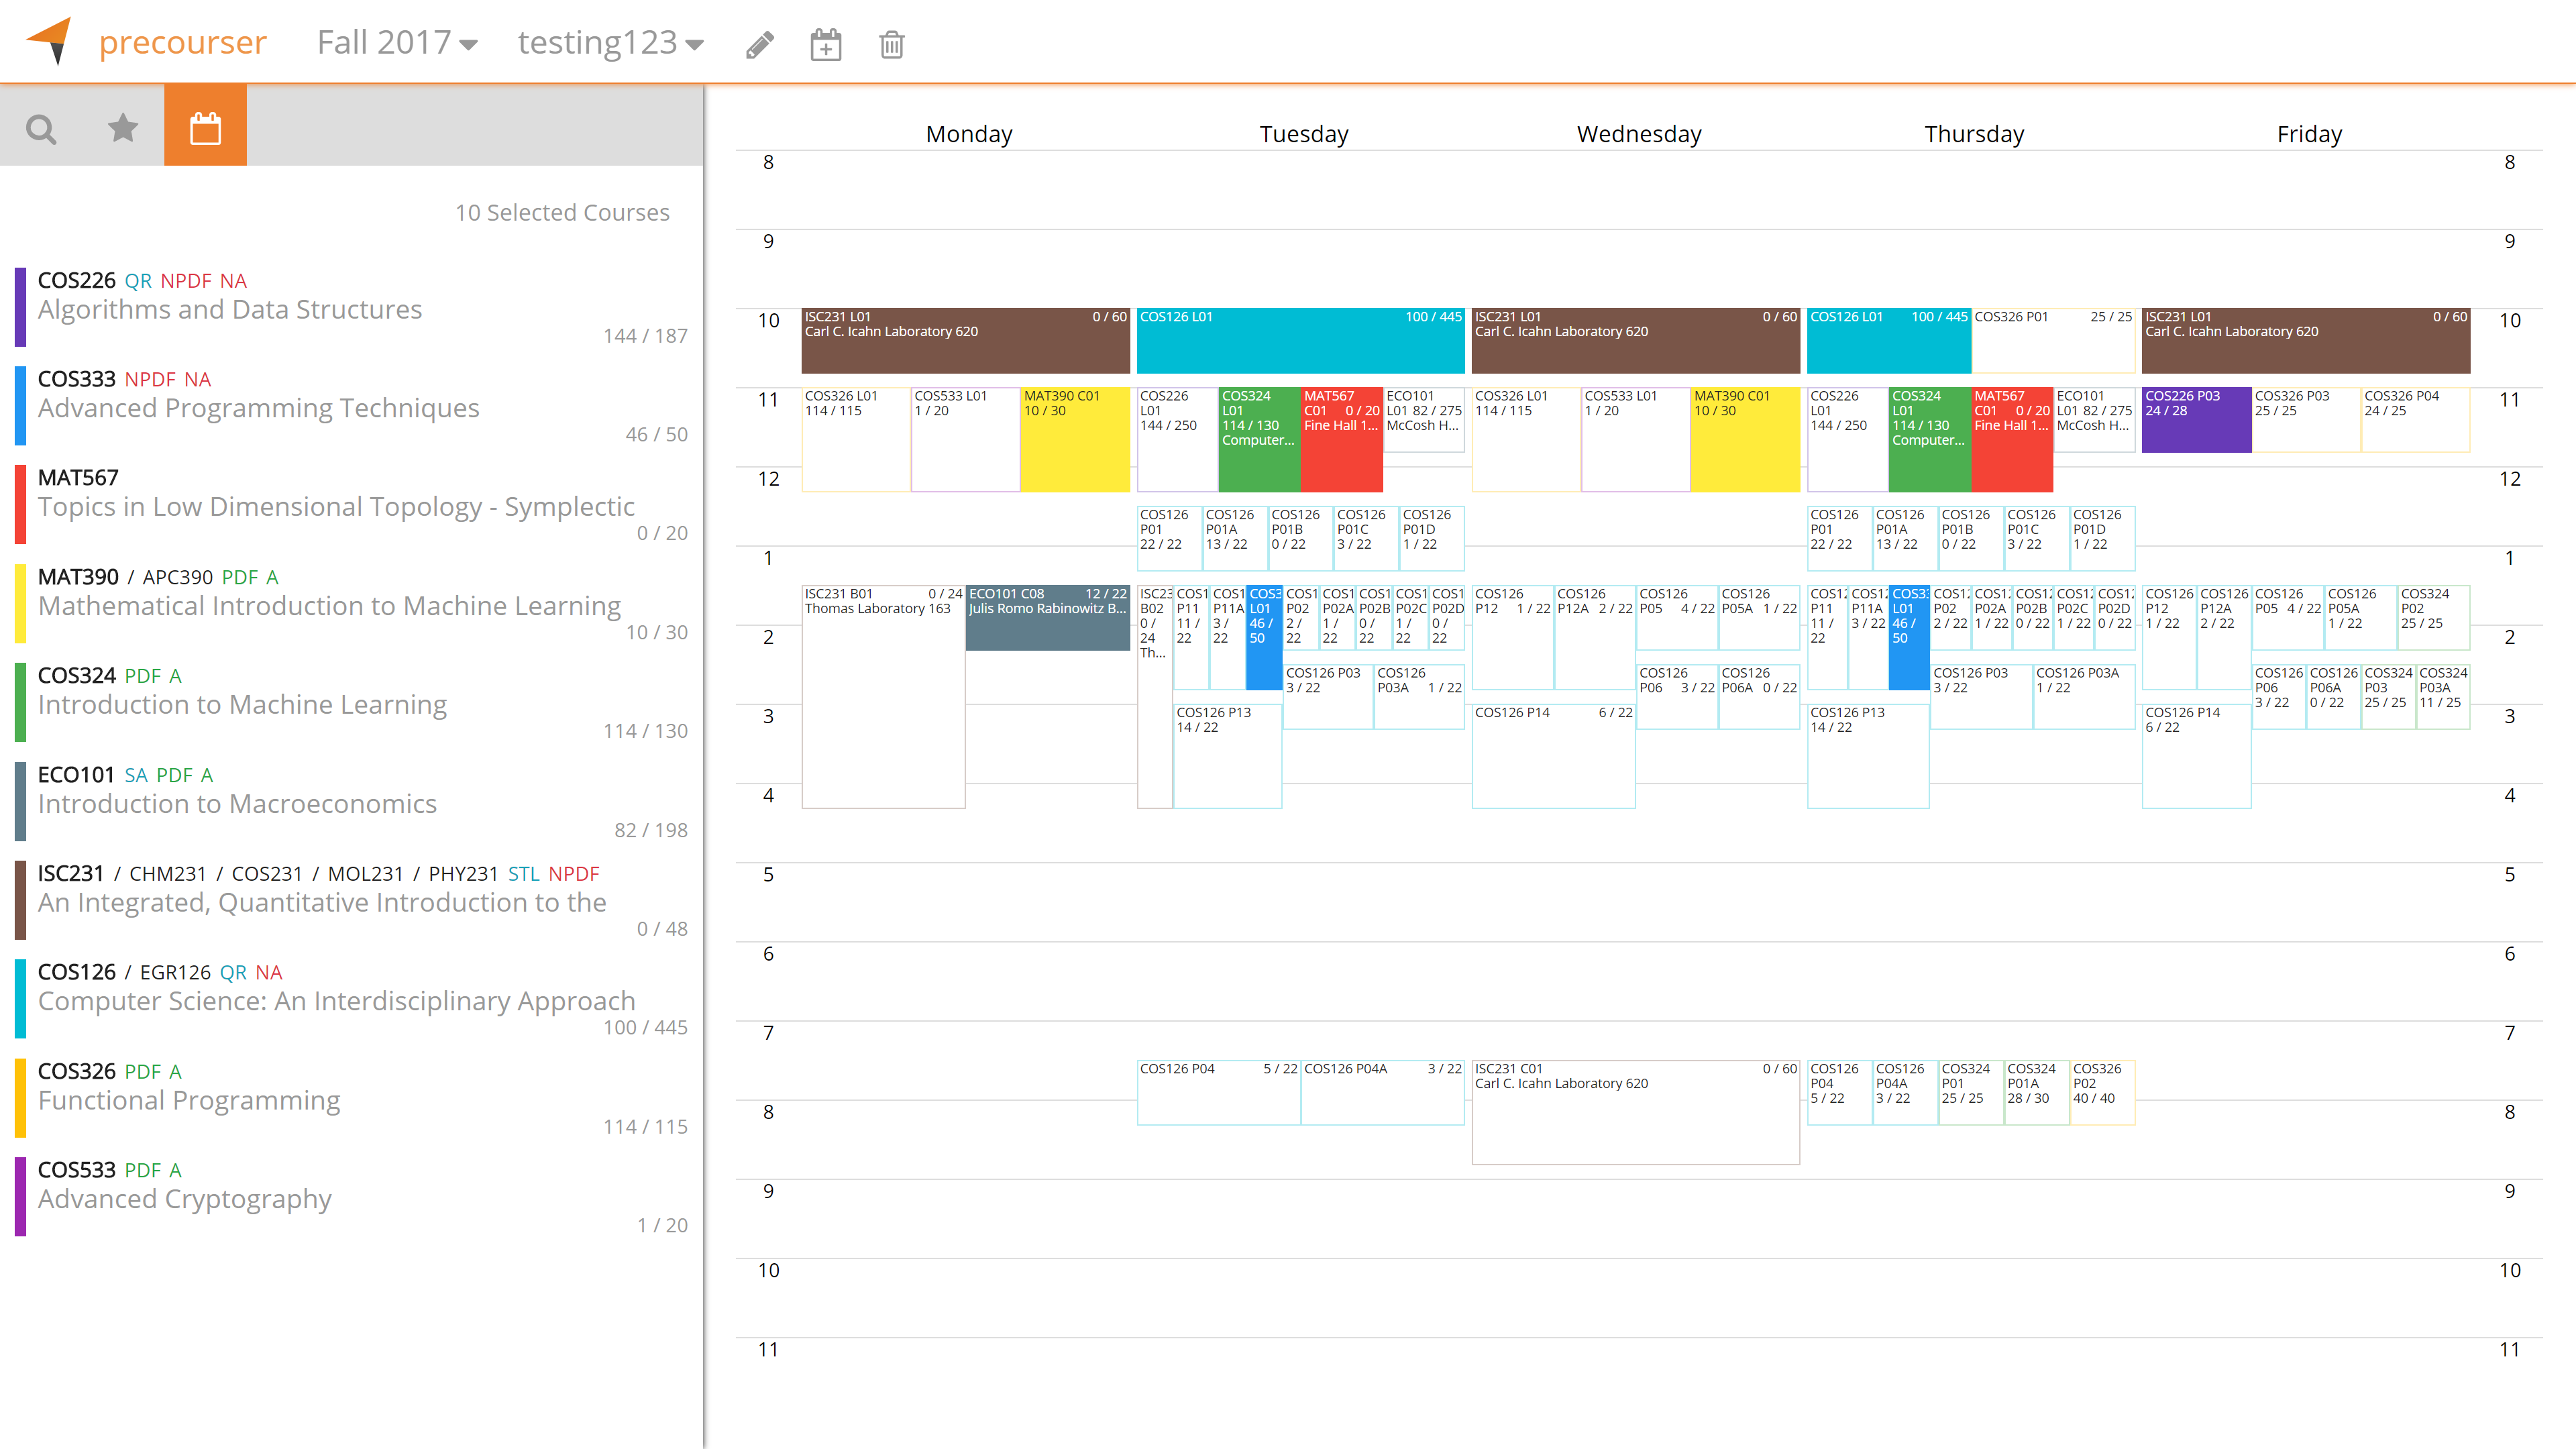 precourser
Fall 2017
testing123
10 Selected Courses
COS226 QR NPDF NA
Algorithms and Data Structures
144 / 187
COS333 NPDF NA
Advanced Programming Techniques
46 / 50
MAT567
Topics in Low Dimensional Topology - Symplectic
0 / 20
MAT390 / APC390 PDF A
Mathematical Introduction to Machine Learning
10 / 30
COS324 PDF A
Introduction to Machine Learning
114 / 130
ECO101 SA PDF A
Introduction to Macroeconomics
82 / 198
ISC231 / CHM231 / COS231 / MOL231 / PHY231 STL NPDF
An Integrated, Quantitative Introduction to the
0 / 48
COS126 / EGR126 QR NA
Computer Science: An Interdisciplinary Approach
100 / 445
COS326 PDF A
Functional Programming
114 / 115
COS533 PDF A
Advanced Cryptography
1 / 20
Monday Tuesday Wednesday Thursday Friday
8 8
9 9
10 10
ISC231 L01 0 / 60
Carl C. Icahn Laboratory 620
COS126 L01 100 / 445
ISC231 L01 0 / 60
Carl C. Icahn Laboratory 620
COS126 L01 100 / 445
COS326 P01 25 / 25
ISC231 L01 0 / 60
Carl C. Icahn Laboratory 620
11 11
COS326 L01
114 / 115
COS533 L01
1 / 20
MAT390 C01
10 / 30
COS226
L01
144 / 250
COS324
L01
114 / 130
Computer...
MAT567
C01 0 / 20
Fine Hall 1...
ECO101
L01 82 / 275
McCosh H...
COS326 L01
114 / 115
COS533 L01
1 / 20
MAT390 C01
10 / 30
COS226
L01
144 / 250
COS324
L01
114 / 130
Computer...
MAT567
C01 0 / 20
Fine Hall 1...
ECO101
L01 82 / 275
McCosh H...
COS226 P03
24 / 28
COS326 P03
25 / 25
COS326 P04
24 / 25
12 12
COS126
P01
22 / 22
COS126
P01A
13 / 22
COS126
P01B
0 / 22
COS126
P01C
3 / 22
COS126
P01D
1 / 22
COS126
P01
22 / 22
COS126
P01A
13 / 22
COS126
P01B
0 / 22
COS126
P01C
3 / 22
COS126
P01D
1 / 22
1 1
ISC231 B01 0 / 24
Thomas Laboratory 163
ECO101 C08 12 / 22
Julis Romo Rabinowitz B...
ISC23
B02
0 /
24
Th...
COS1
P11
11 /
22
COS1
P11A
3 /
22
COS3
L01
46 /
50
COS1
P02
2 /
22
COS1
P02A
1 /
22
COS1
P02B
0 /
22
COS1
P02C
1 /
22
COS1
P02D
0 /
22
COS126
P12 1 / 22
COS126
P12A 2 / 22
COS126
P05 4 / 22
COS126
P05A 1 / 22
COS12
P11
11 /
22
COS12
P11A
3 / 22
COS33
L01
46 /
50
COS12
P02
2 / 22
COS12
P02A
1 / 22
COS12
P02B
0 / 22
COS12
P02C
1 / 22
COS12
P02D
0 / 22
COS126
P12
1 / 22
COS126
P12A
2 / 22
COS126
P05 4 / 22
COS126
P05A
1 / 22
COS324
P02
25 / 25
2 2
COS126 P03
3 / 22
COS126
P03A 1 / 22
COS126
P06 3 / 22
COS126
P06A 0 / 22
COS126 P03
3 / 22
COS126 P03A
1 / 22
COS126
P06
3 / 22
COS126
P06A
0 / 22
COS324
P03
25 / 25
COS324
P03A
11 / 25
3 3
COS126 P13
14 / 22
COS126 P14 6 / 22
COS126 P13
14 / 22
COS126 P14
6 / 22
4 4
5 5
6 6
7 7
COS126 P04 5 / 22
COS126 P04A 3 / 22
ISC231 C01 0 / 60
Carl C. Icahn Laboratory 620
COS126
P04
5 / 22
COS126
P04A
3 / 22
COS324
P01
25 / 25
COS324
P01A
28 / 30
COS326
P02
40 / 40
8 8
9 9
10 10
11 11